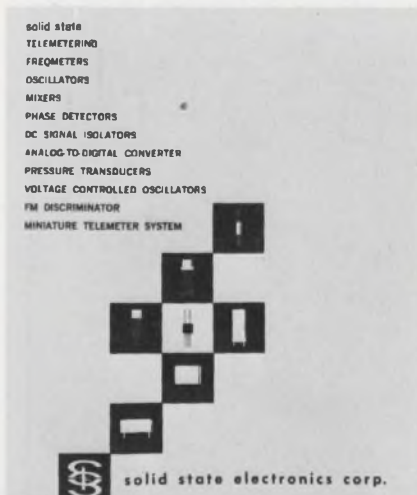 solid state
TELEMETERING
FREQMETERS
OSCILLATORS
MIXERS
PHASE DETECTORS
DC SIGNAL ISOLATORS
ANALOG-TO-DIGITAL CONVERTER
PRESSURE TRANSDUCERS
VOLTAGE CONTROLLED OSCILLATORS
FM DISCRIMINATOR
MINIATURE TELEMETER SYSTEM
solid state electronics corp.